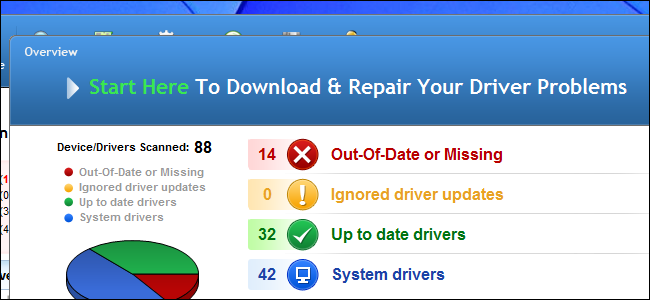 Overview
Start Here To Download & Repair Your Driver Problems
Device/Drivers Scanned: 88
Out-Of-Date or Missing
Ignored driver updates
Up to date drivers
System drivers
14 Out-Of-Date or Missing
0 Ignored driver updates
32 Up to date drivers
42 System drivers